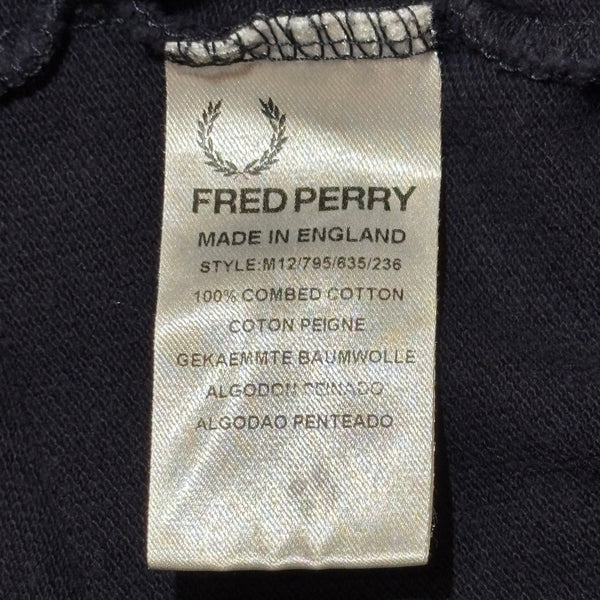 FRED PERRY
MADE IN ENGLAND
STYLE:M12/795/635/236
100% COMBED COTTON
COTON PEIGNE
GEKAEMMTE BAUMWOLLE
ALGODON PEINADO
ALGODAO PENTEADO